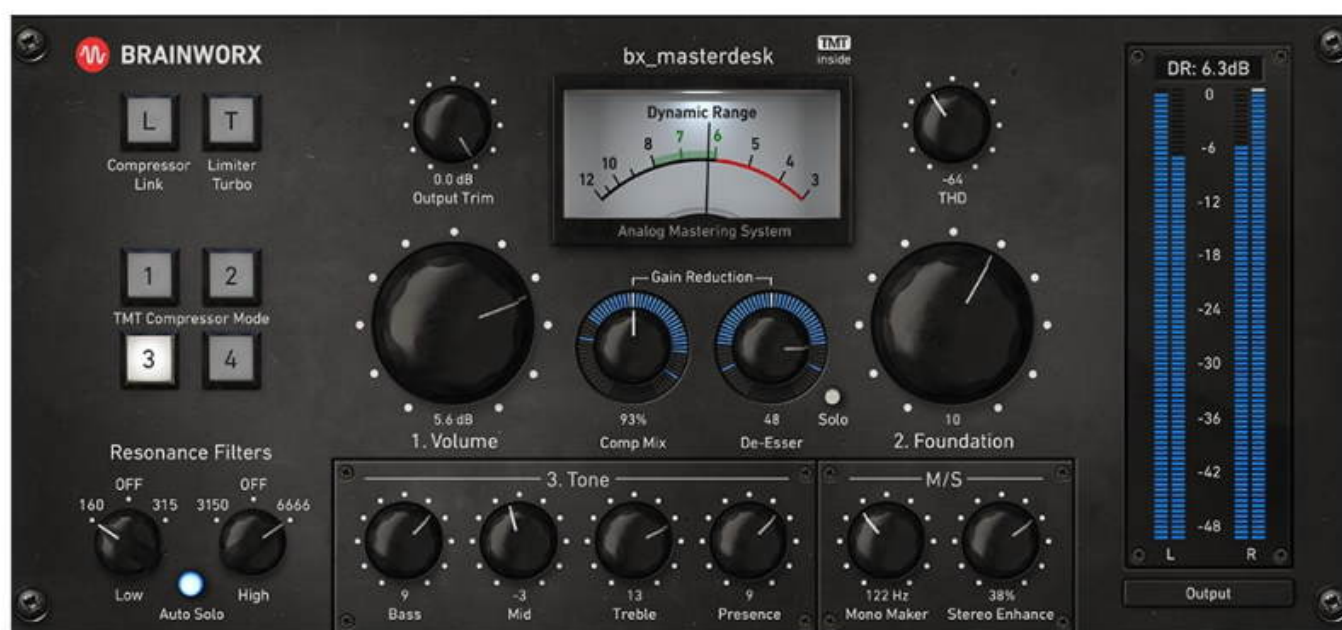 BRAINWORX
bx_masterdesk
TMT
inside
L
T
Compressor
Link
Limiter
Turbo
0.0 dB
Output Trim
Dynamic Range
12 10 8 7 6 5 4 3
Analog Mastering System
-64
THD
DR: 6.3dB
0
-6
-12
-18
-24
-30
-36
-42
-48
L R
Output
1
2
TMT Compressor Mode
3
4
5.6 dB
1. Volume
Gain Reduction
93%
Comp Mix
48
De-Esser
Solo
10
2. Foundation
Resonance Filters
OFF
160 315
Low
OFF
3150 6666
High
Auto Solo
3. Tone
9
Bass
-3
Mid
13
Treble
9
Presence
M/S
122 Hz
Mono Maker
38%
Stereo Enhance